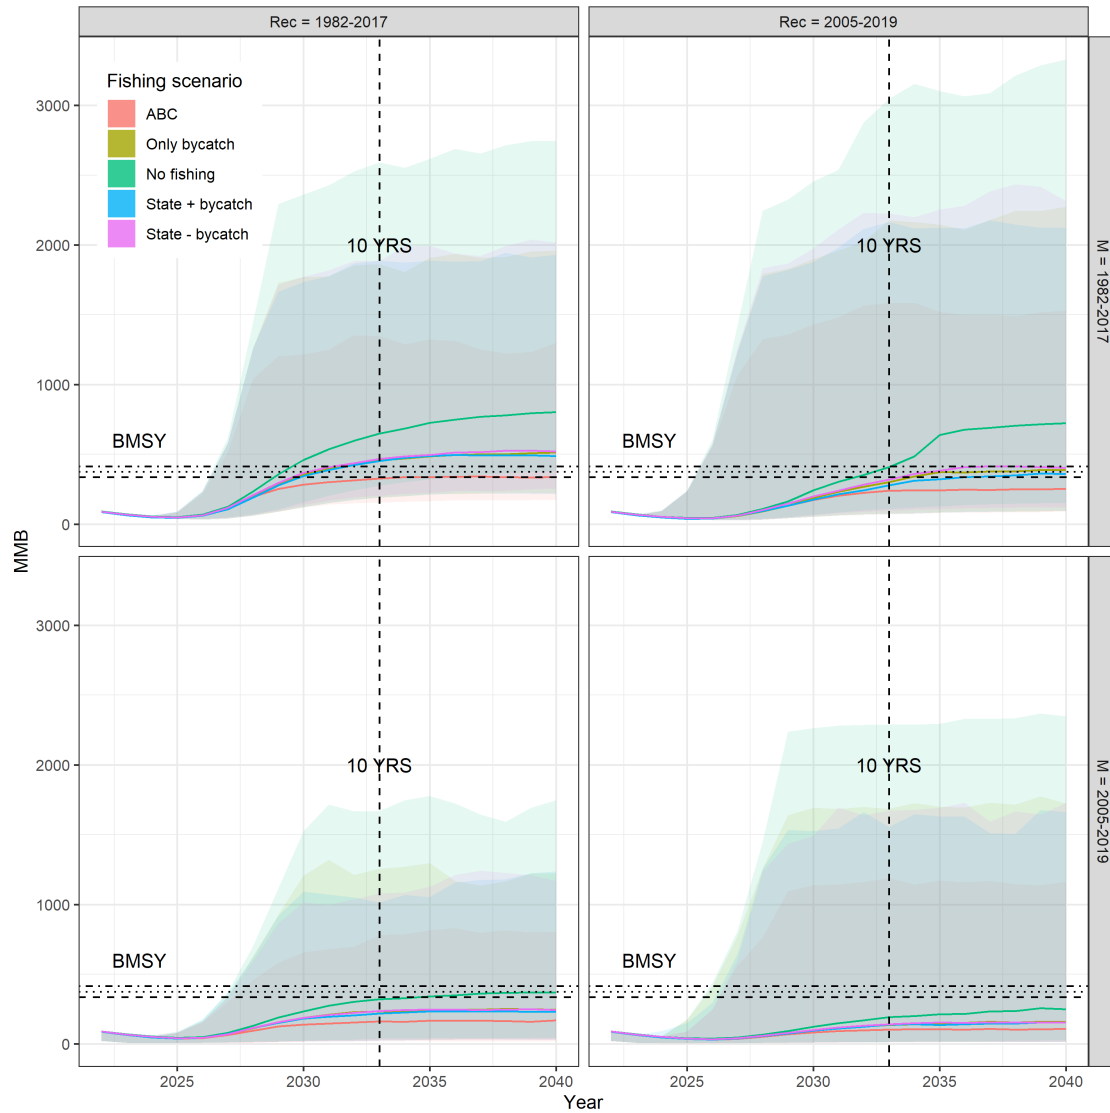 Rec = 1982-2017
Rec = 2005-2019
Fishing scenario
ABC
Only bycatch
No fishing
State + bycatch
State - bycatch
3000
2000
1000
0
10 YRS
BMSY
10 YRS
BMSY
M = 1982-2017
MMB
3000
2000
1000
0
10 YRS
BMSY
10 YRS
BMSY
M = 2005-2019
2025
2030
2035
2040
2025
2030
2035
2040
Year